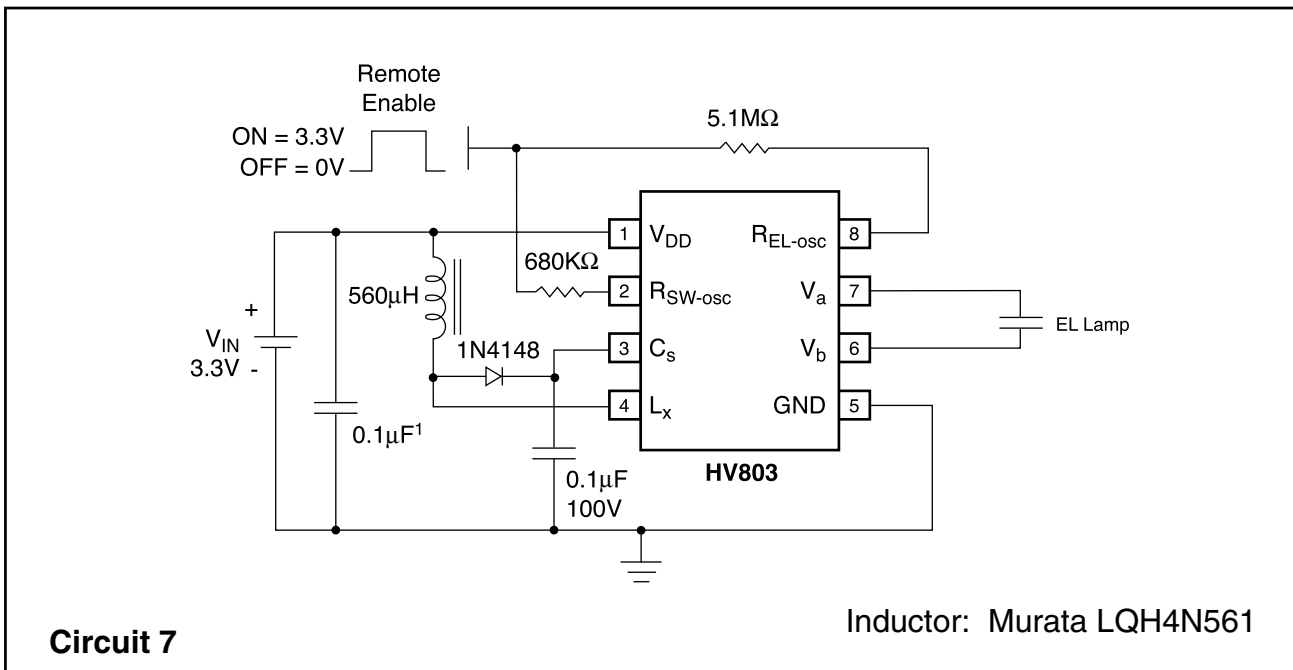 Remote
Enable
ON = 3.3V
OFF = 0V
5.1MΩ
1 V_DD
R_EL-osc 8
680KΩ
560µH
2 R_SW-osc
V_a 7
EL Lamp
+
V_IN
3.3V -
1N4148
3 C_s
V_b 6
4 L_x
GND 5
0.1µF¹
HV803
0.1µF
100V
Circuit 7
Inductor: Murata LQH4N561